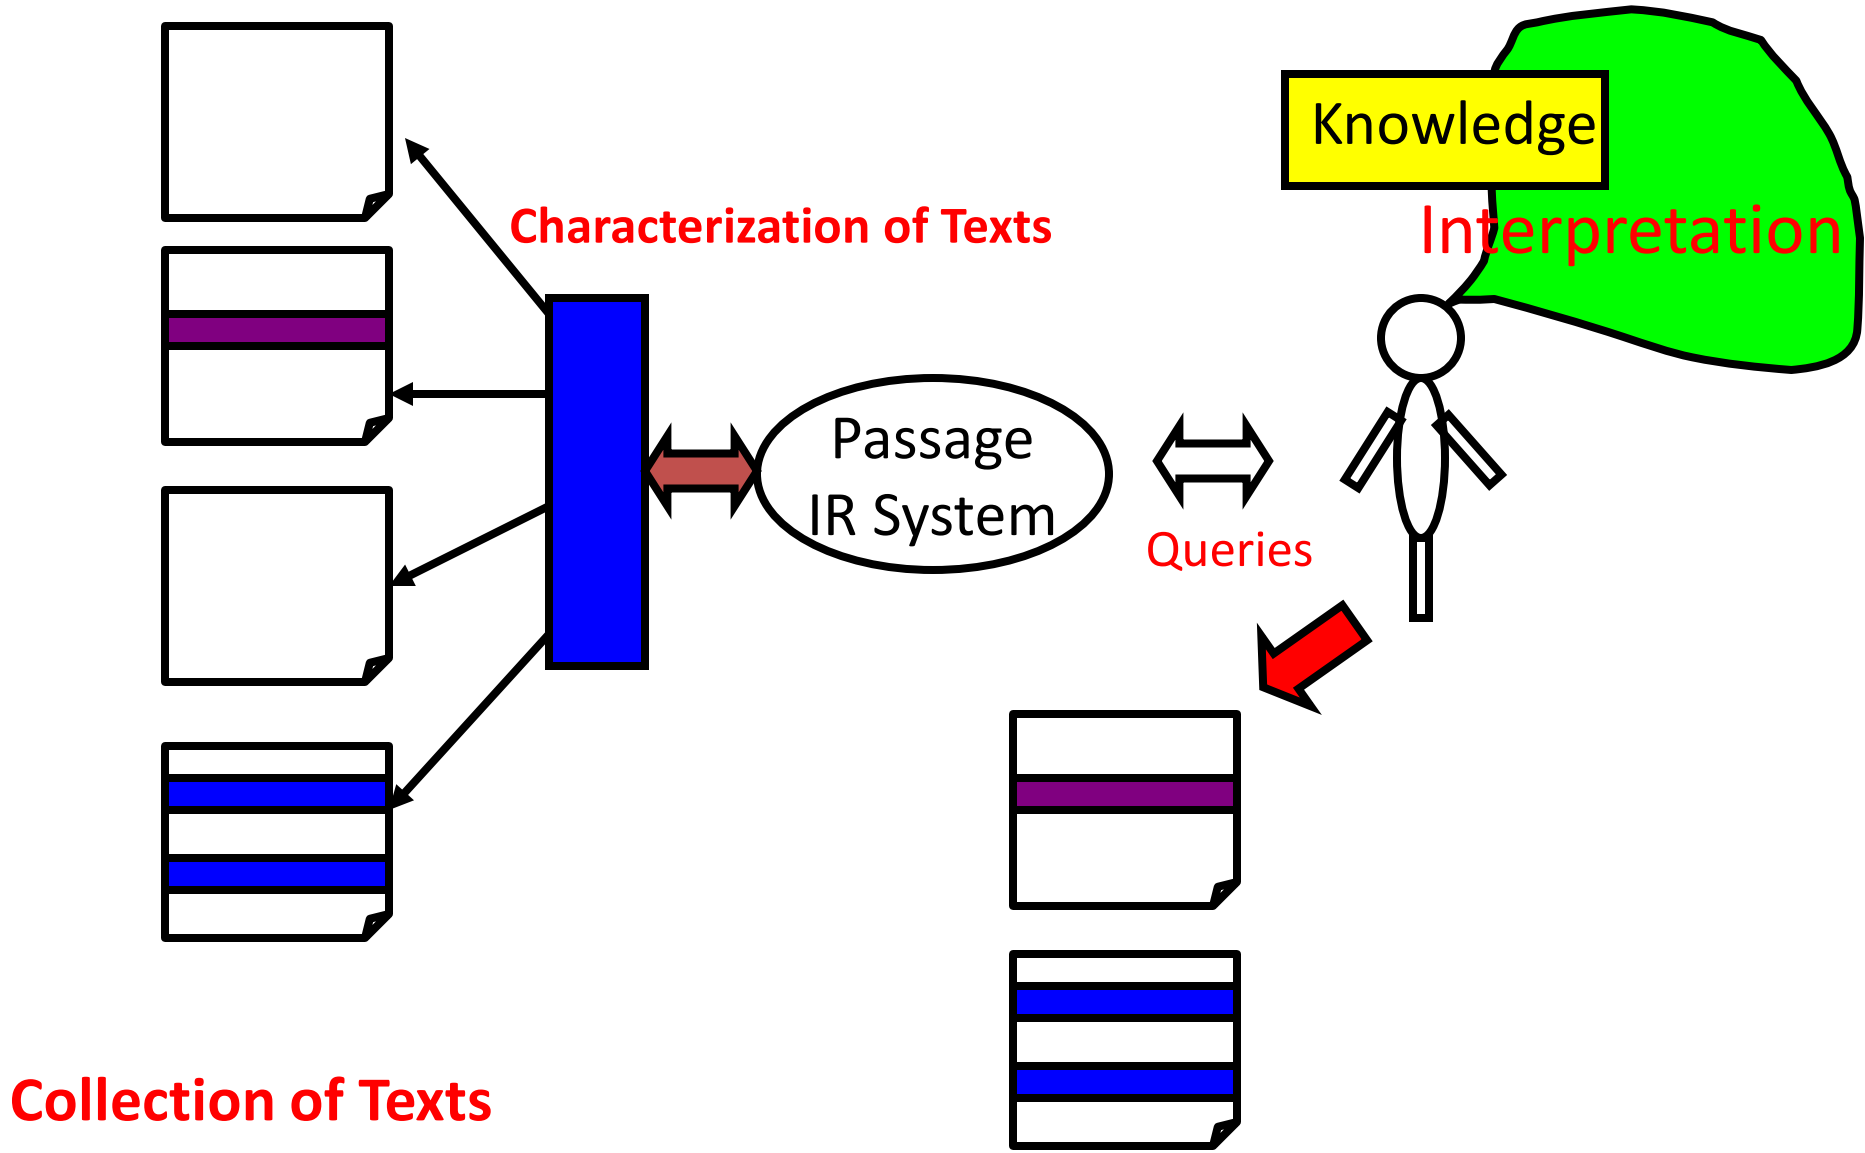 Knowledge
Characterization of Texts
Interpretation
Passage
IR System
Queries
Collection of Texts